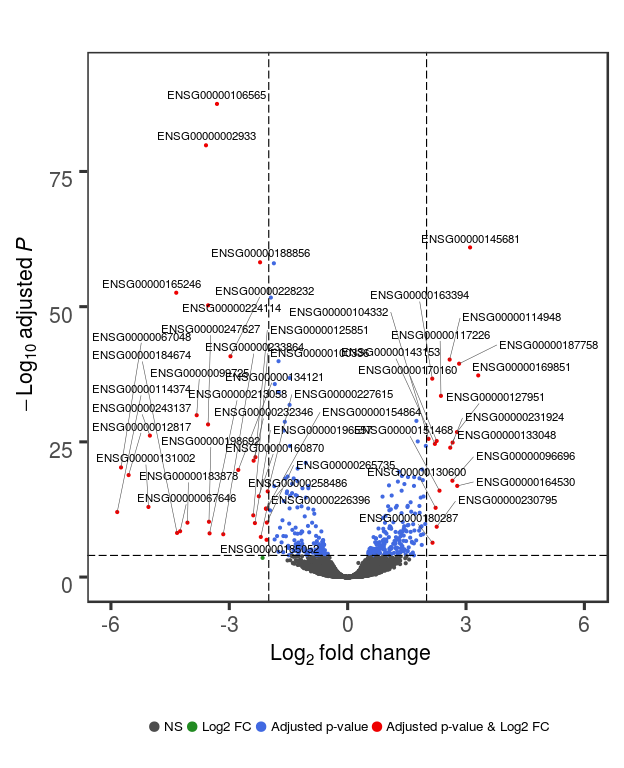 ENSG00000106565
ENSG00000002933
ENSG00000145681
ENSG00000188856
ENSG00000165246
ENSG00000228232
ENSG00000163394
ENSG00000224114
ENSG00000104332
ENSG00000114948
ENSG00000247627
ENSG00000125851
ENSG00000067048
ENSG00000117226
ENSG00000233864
ENSG00000187758
ENSG00000184674
ENSG00000143153
ENSG00000099725
ENSG00000134121
ENSG00000170160
ENSG00000169851
ENSG00000114374
ENSG00000227615
ENSG00000127951
ENSG00000243137
ENSG00000232346
ENSG00000154864
ENSG00000231924
ENSG00000012817
ENSG00000151468
ENSG00000133048
ENSG00000198692
ENSG00000160870
ENSG00000131002
ENSG00000265735
ENSG00000096696
ENSG00000183878
ENSG00000130600
ENSG00000258486
ENSG00000164530
ENSG00000067646
ENSG00000226396
ENSG00000230795
ENSG00000180287
ENSG00000185052
75
50
25
0
-6 -3 0 3 6
−Log10 adjusted P
Log2 fold change
NS Log2 FC Adjusted p-value Adjusted p-value & Log2 FC